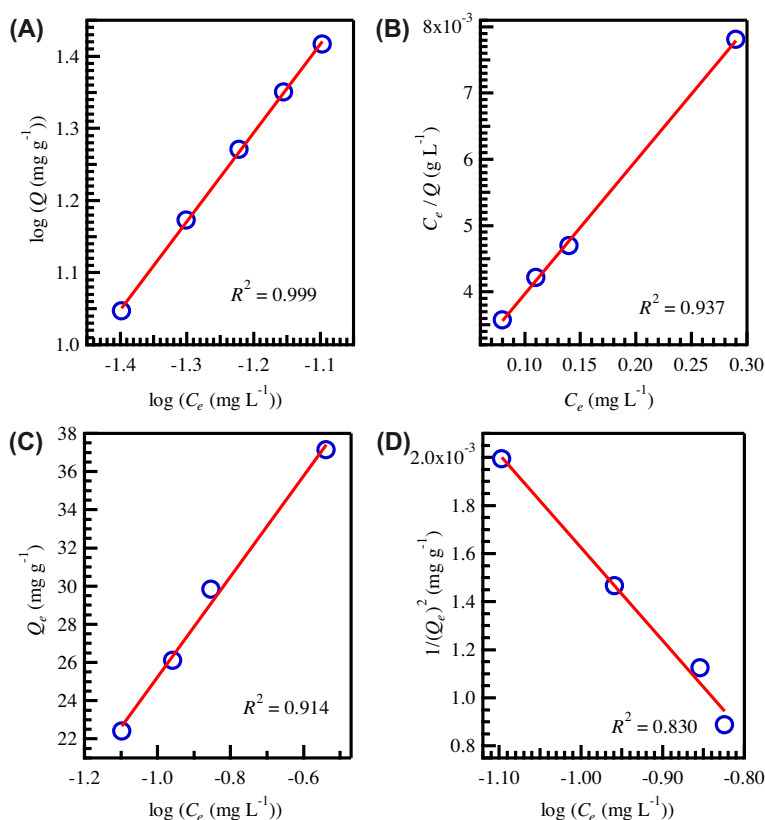 (A)
1.4
1.3
1.2
1.1
1.0
log (Q (mg g⁻¹))
R² = 0.999
-1.4 -1.3 -1.2 -1.1
log (Cₑ (mg L⁻¹))
(B)
8x10⁻³
7
6
5
4
Cₑ / Q (g L⁻¹)
R² = 0.937
0.10 0.15 0.20 0.25 0.30
Cₑ (mg L⁻¹)
(C)
38
36
34
32
30
28
26
24
22
Qₑ (mg g⁻¹)
R² = 0.914
-1.2 -1.0 -0.8 -0.6
log (Cₑ (mg L⁻¹))
(D)
2.0x10⁻³
1.8
1.6
1.4
1.2
1.0
0.8
1/(Qₑ)² (mg g⁻¹)
R² = 0.830
-1.10 -1.00 -0.90 -0.80
log (Cₑ (mg L⁻¹))